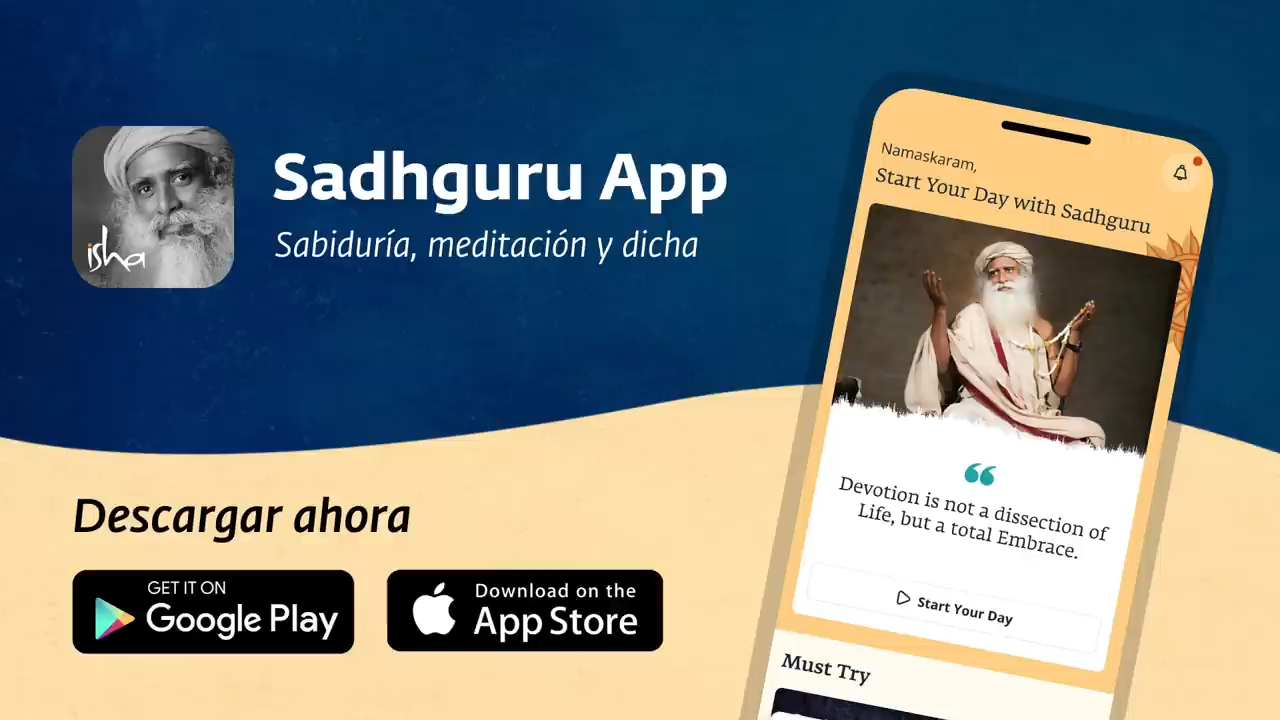 isha
Sadhguru App
Sabiduría, meditación y dicha
Descargar ahora
GET IT ON
Google Play
Download on the
App Store
Namaskaram,
Start Your Day with Sadhguru
“
Devotion is not a dissection of
Life, but a total Embrace.
Start Your Day
Must Try